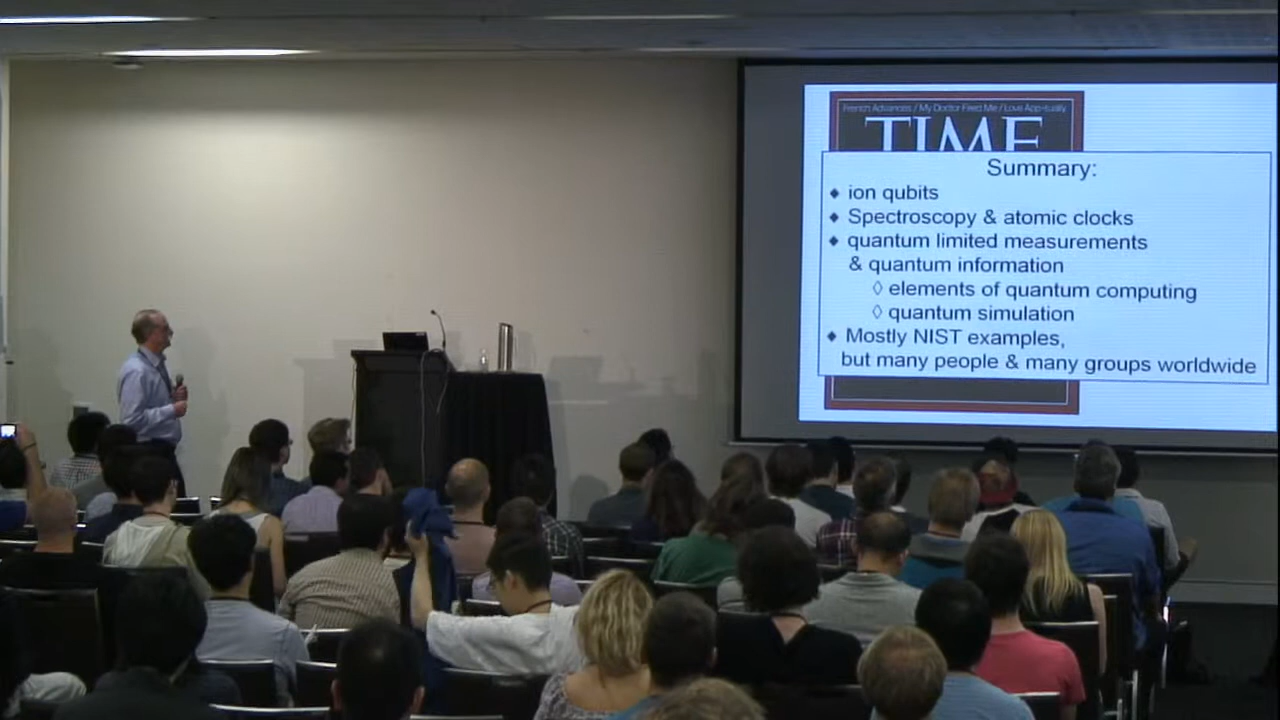 French Advances / My Doctor Fired Me / Love App-tually
TIME
Summary:
ion qubits
Spectroscopy & atomic clocks
quantum limited measurements
& quantum information
elements of quantum computing
quantum simulation
Mostly NIST examples,
but many people & many groups worldwide